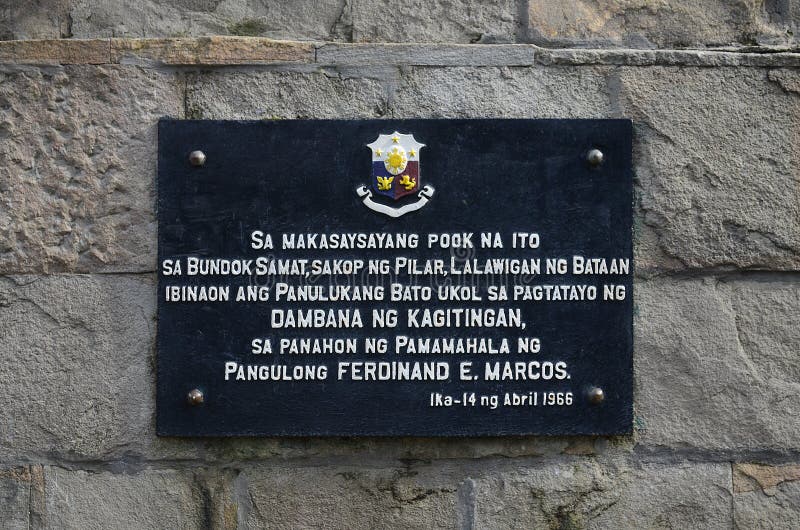 SA MAKASAYSAYANG POOK NA ITO
SA BUNDOK SAMAT, SAKOP NG PILAR, LALAWIGAN NG BATAAN
IBINAON ANG PANULUKANG BATO UKOL SA PAGTATAYO NG
DAMBANA NG KAGITINGAN,
SA PANAHON NG PAMAMAHALA NG
PANGULONG FERDINAND E. MARCOS.
Ika-14 ng Abril 1966